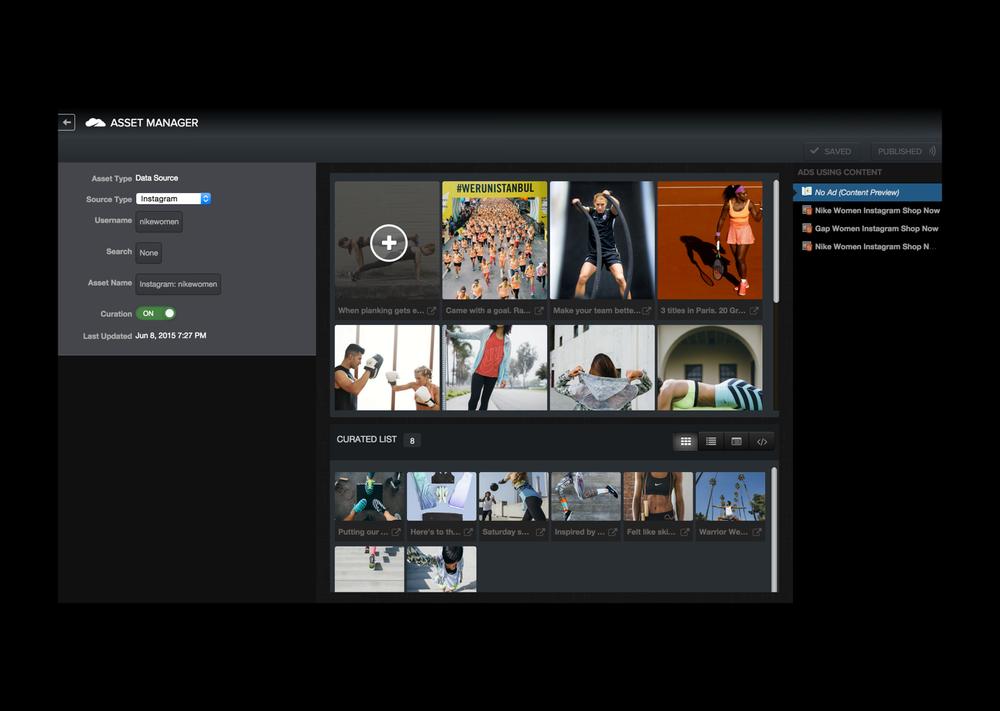 ASSET MANAGER
SAVED
PUBLISHED
Asset Type Data Source
Source Type Instagram
Username nikewomen
Search None
Asset Name Instagram: nikewomen
Curation ON
Last Updated Jun 8, 2015 7:27 PM
#WERUNISTANBUL
When planking gets e...
Came with a goal. Ra...
Make your team bette...
3 titles in Paris. 20 Gr...
CURATED LIST 8
Putting our ...
Here's to th...
Saturday s...
Inspired by ...
Felt like ski...
Warrior We...
ADS USING CONTENT
No Ad (Content Preview)
Nike Women Instagram Shop Now
Gap Women Instagram Shop Now
Nike Women Instagram Shop N...